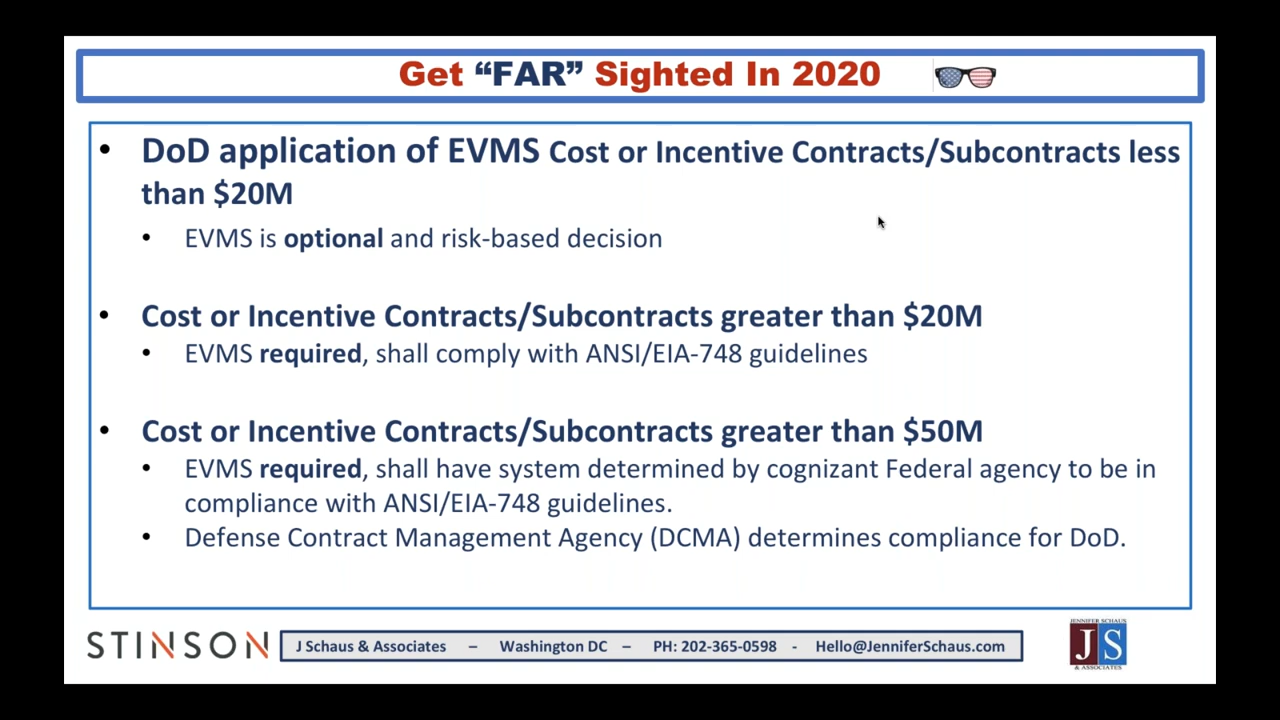 Get “FAR” Sighted In 2020
• DoD application of EVMS Cost or Incentive Contracts/Subcontracts less
than $20M
• EVMS is optional and risk-based decision
• Cost or Incentive Contracts/Subcontracts greater than $20M
• EVMS required, shall comply with ANSI/EIA-748 guidelines
• Cost or Incentive Contracts/Subcontracts greater than $50M
• EVMS required, shall have system determined by cognizant Federal agency to be in
compliance with ANSI/EIA-748 guidelines.
• Defense Contract Management Agency (DCMA) determines compliance for DoD.
STINSON
J Schaus & Associates – Washington DC – PH: 202-365-0598 - Hello@JenniferSchaus.com
JENNIFER SCHAUS
JS
& ASSOCIATES